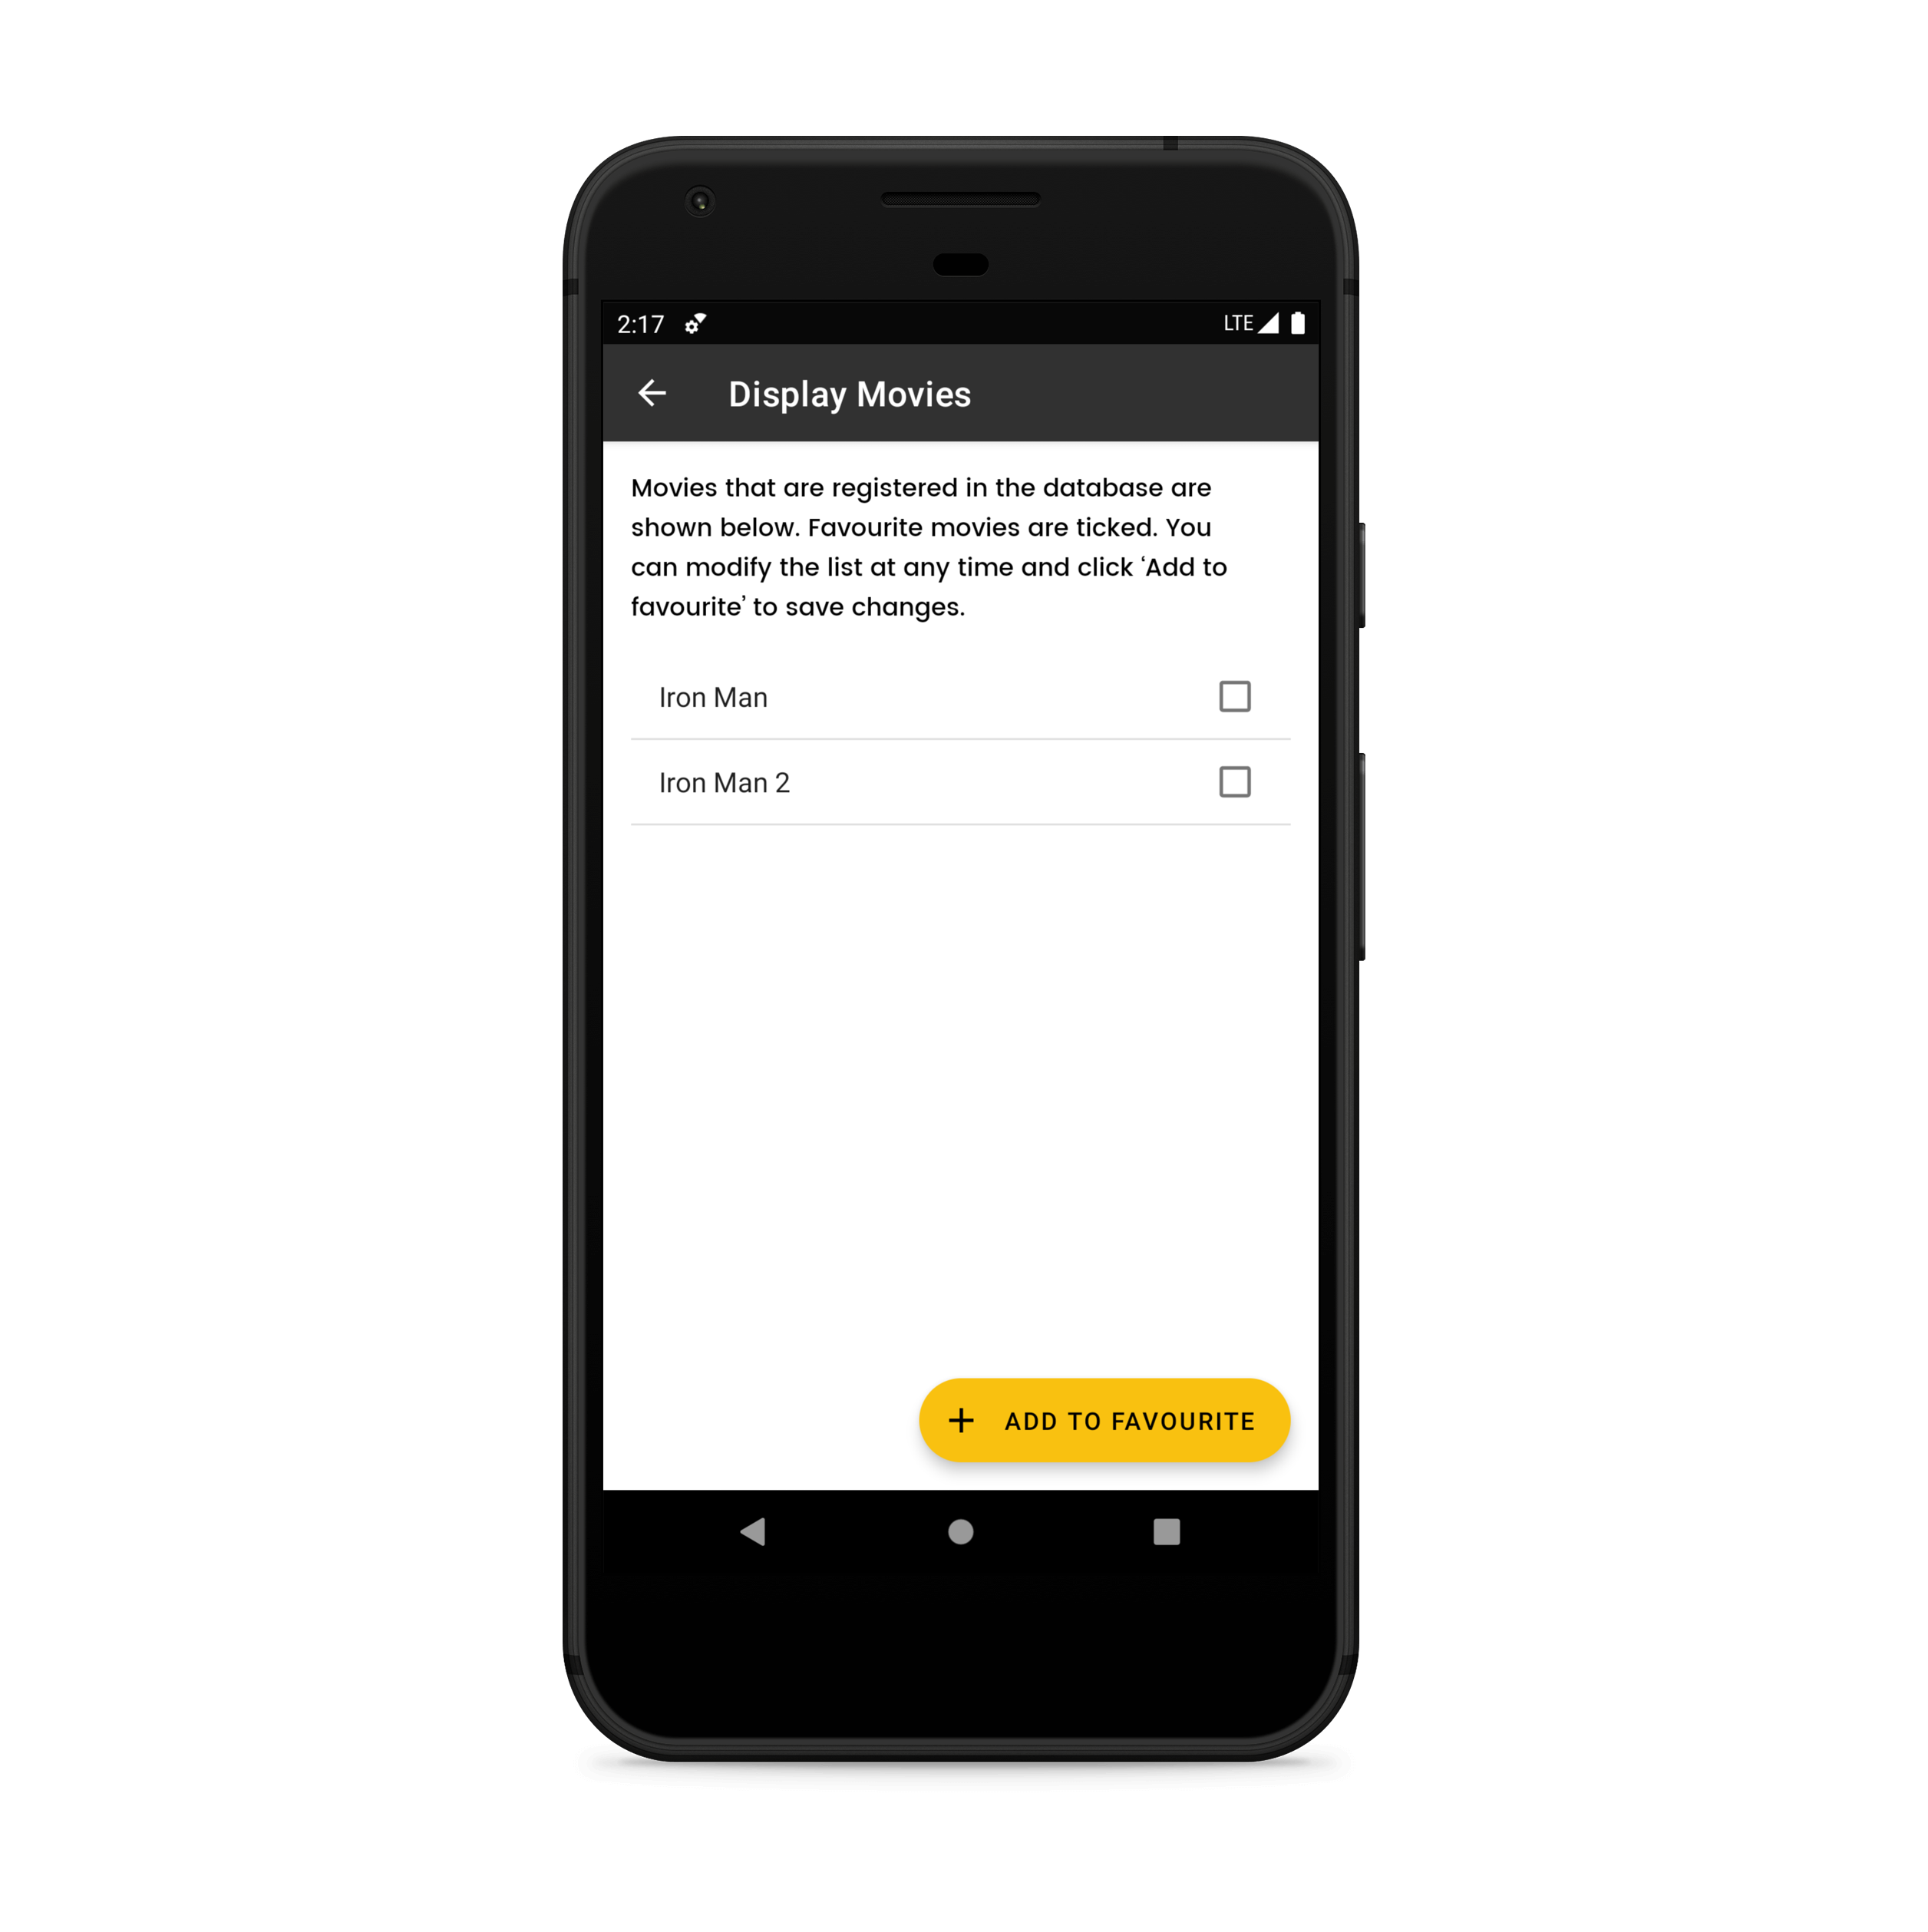 2:17 LTE
Display Movies
Movies that are registered in the database are
shown below. Favourite movies are ticked. You
can modify the list at any time and click ‘Add to
favourite’ to save changes.
Iron Man
Iron Man 2
ADD TO FAVOURITE